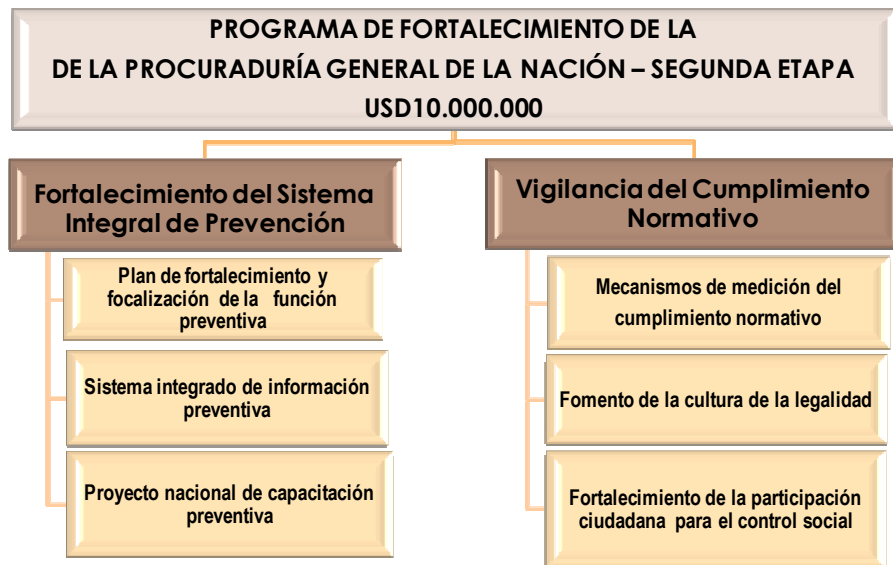 PROGRAMA DE FORTALECIMIENTO DE LA
DE LA PROCURADURÍA GENERAL DE LA NACIÓN – SEGUNDA ETAPA
USD10.000.000
Fortalecimiento del Sistema
Integral de Prevención
Plan de fortalecimiento y
focalización de la función
preventiva
Sistema integrado de información
preventiva
Proyecto nacional de capacitación
preventiva
Vigilancia del Cumplimiento
Normativo
Mecanismos de medición del
cumplimiento normativo
Fomento de la cultura de la legalidad
Fortalecimiento de la participación
ciudadana para el control social